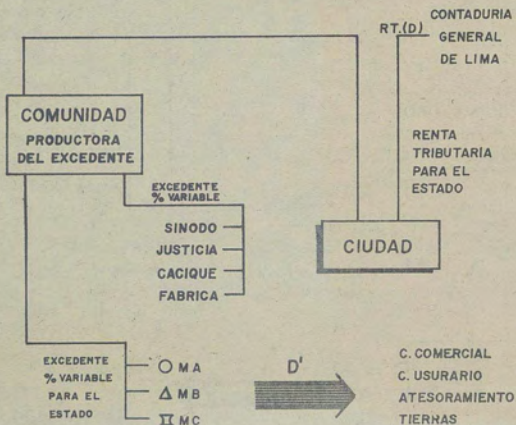 CONTADURIA
RT.(D)
GENERAL
DE LIMA
COMUNIDAD
PRODUCTORA
DEL EXCEDENTE
RENTA
TRIBUTARIA
PARA EL
ESTADO
EXCEDENTE
% VARIABLE
SINODO
JUSTICIA
CACIQUE
FABRICA
CIUDAD
EXCEDENTE
% VARIABLE
PARA EL
ESTADO
MA
MB
MC
D'
C. COMERCIAL
C. USURARIO
ATESORAMIENTO
TIERRAS